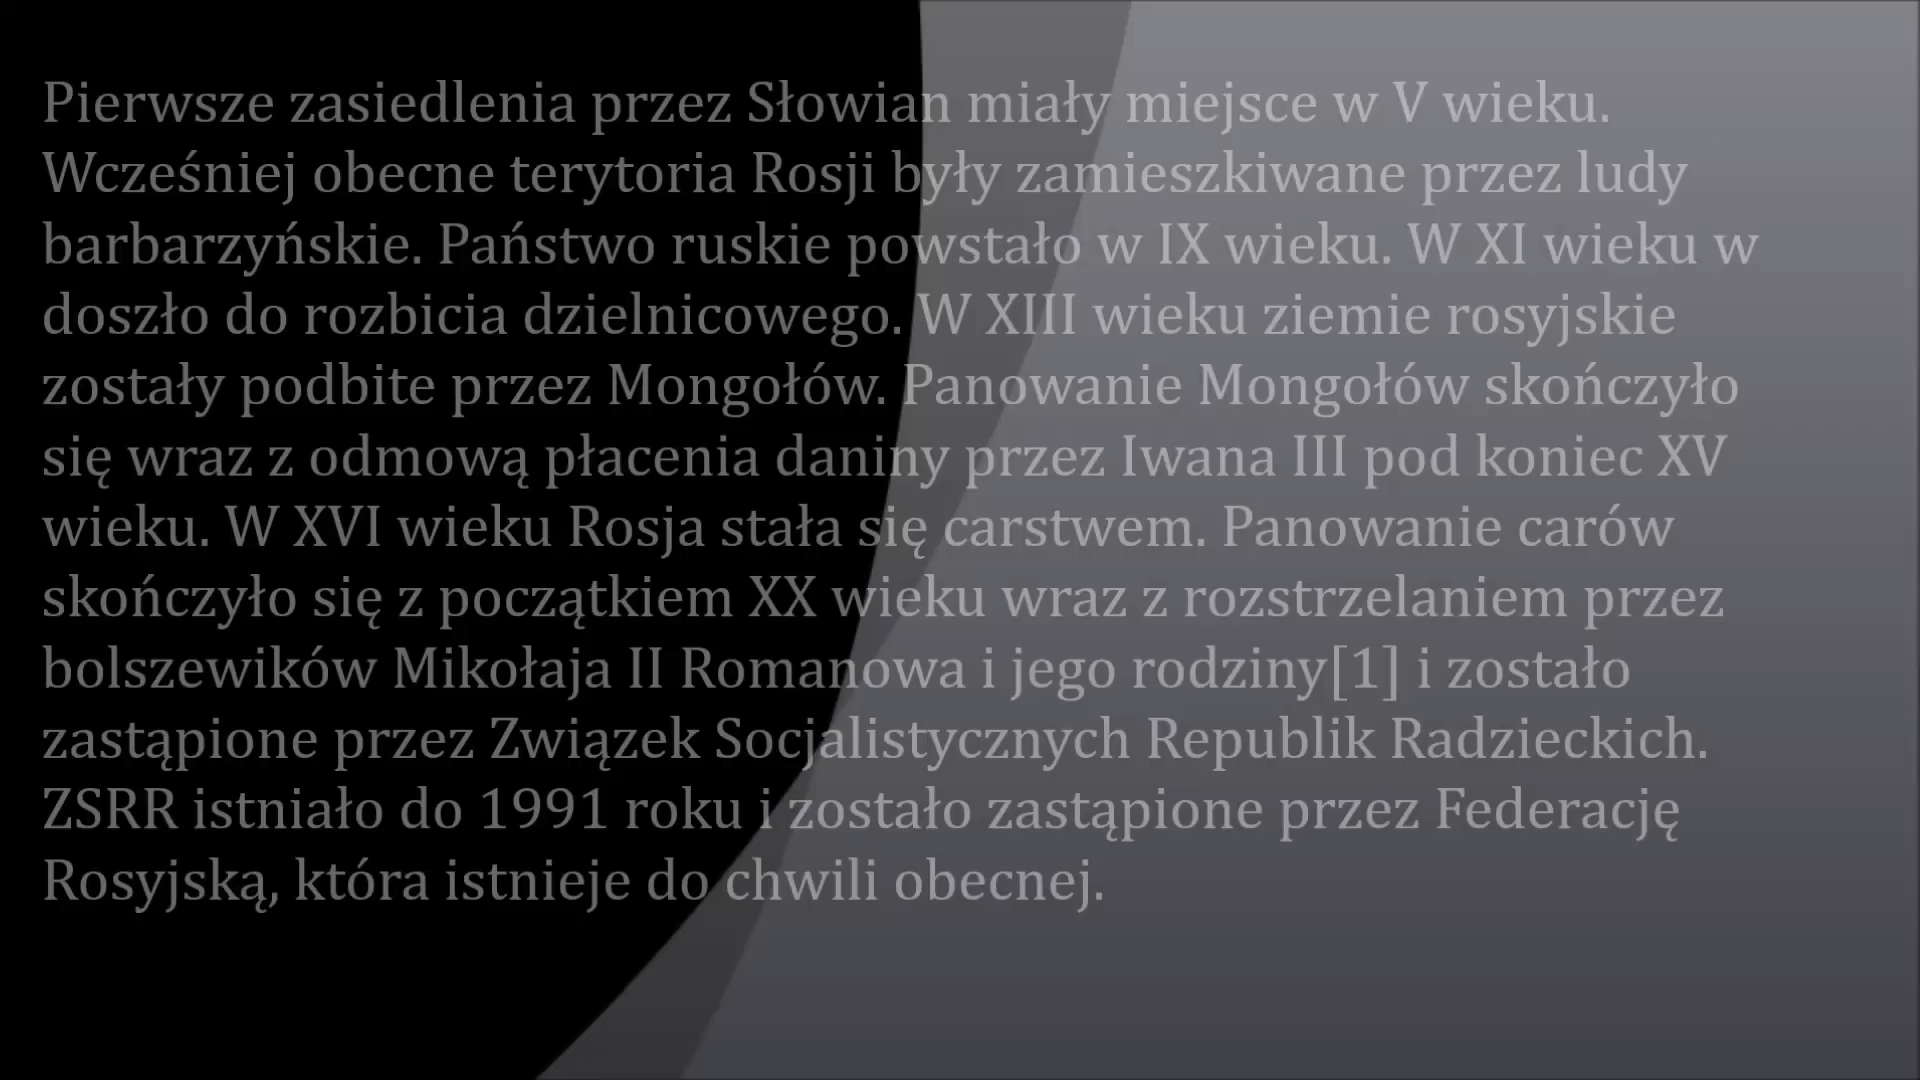 Pierwsze zasiedlenia przez Słowian miały miejsce w V wieku.
Wcześniej obecne terytoria Rosji były zamieszkiwane przez ludy
barbarzyńskie. Państwo ruskie powstało w IX wieku. W XI wieku w
doszło do rozbicia dzielnicowego. W XIII wieku ziemie rosyjskie
zostały podbite przez Mongołów. Panowanie Mongołów skończyło
się wraz z odmową płacenia daniny przez Iwana III pod koniec XV
wieku. W XVI wieku Rosja stała się carstwem. Panowanie carów
skończyło się z początkiem XX wieku wraz z rozstrzelaniem przez
bolszewików Mikołaja II Romanowa i jego rodziny[1] i zostało
zastąpione przez Związek Socjalistycznych Republik Radzieckich.
ZSRR istniało do 1991 roku i zostało zastąpione przez Federację
Rosyjską, która istnieje do chwili obecnej.